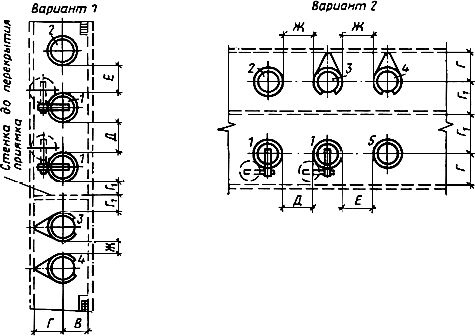 Вариант 1
Вариант 2
Стенка до перекрытия
приямка
2
1
1
3
4
Е
Д
Г₁
Г₁
Ж
Г
В
Ж
Ж
2
3
4
1
1
5
Д
Е
Г
Г₁
Г₁
Г